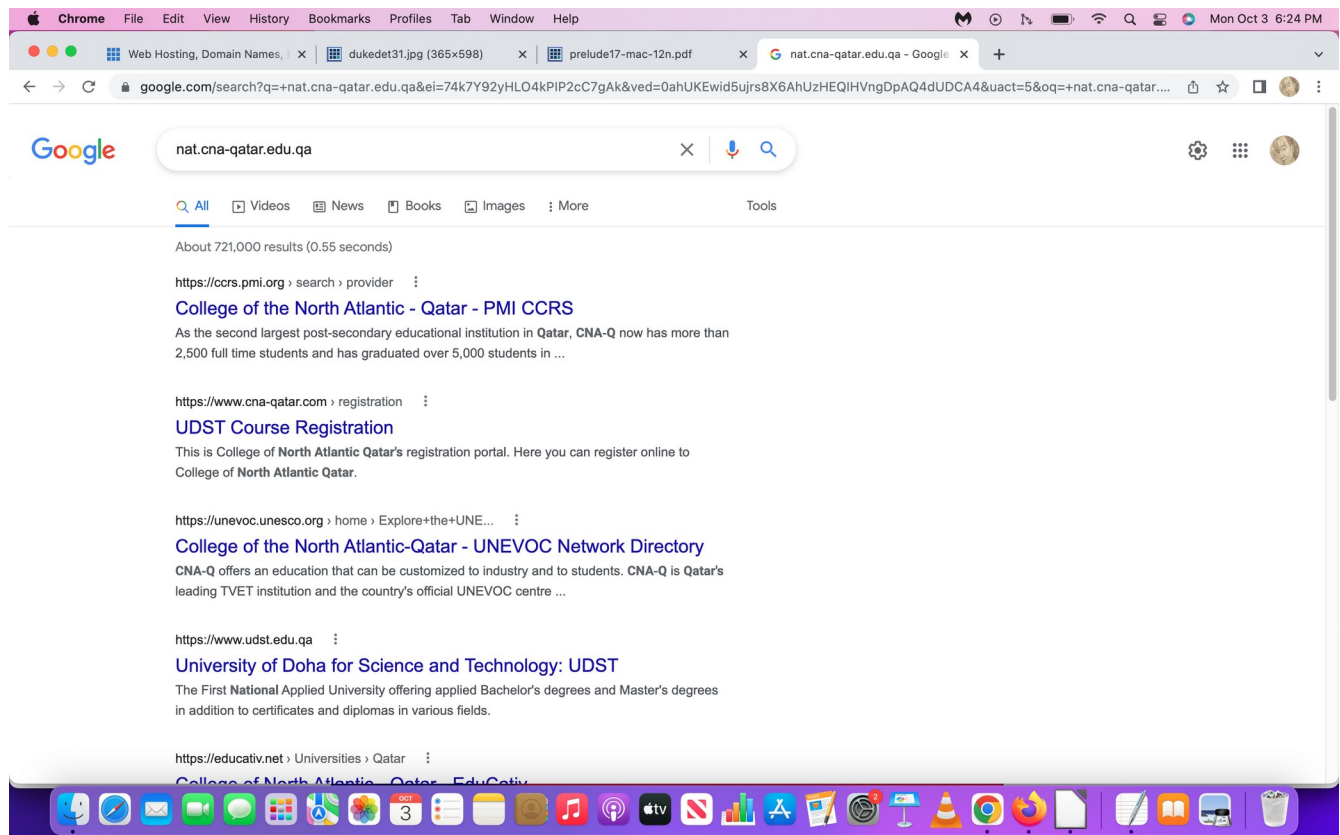 Chrome File Edit View History Bookmarks Profiles Tab Window Help Mon Oct 3 6:24 PM
Web Hosting, Domain Names, dukedet31.jpg (365×598) prelude17-mac-12n.pdf nat.cna-qatar.edu.qa - Google
google.com/search?q=+nat.cna-qatar.edu.qa&ei=74k7Y92yHLO4kPIP2cC7gAk&ved=0ahUKEwid5ujrs8X6AhUzHEQIHVngDpAQ4dUDCA4&uact=5&oq=+nat.cna-qatar....
Google nat.cna-qatar.edu.qa
All Videos News Books Images More Tools
About 721,000 results (0.55 seconds)
https://ccrs.pmi.org › search › provider
College of the North Atlantic - Qatar - PMI CCRS
As the second largest post-secondary educational institution in Qatar, CNA-Q now has more than
2,500 full time students and has graduated over 5,000 students in ...
https://www.cna-qatar.com › registration
UDST Course Registration
This is College of North Atlantic Qatar's registration portal. Here you can register online to
College of North Atlantic Qatar.
https://unevoc.unesco.org › home › Explore+the+UNE...
College of the North Atlantic-Qatar - UNEVOC Network Directory
CNA-Q offers an education that can be customized to industry and to students. CNA-Q is Qatar's
leading TVET institution and the country's official UNEVOC centre ...
https://www.udst.edu.qa
University of Doha for Science and Technology: UDST
The First National Applied University offering applied Bachelor's degrees and Master's degrees
in addition to certificates and diplomas in various fields.
https://educativ.net › Universities › Qatar
College of North Atlantic - Qatar - EduCativ
OCT
3
tv
2